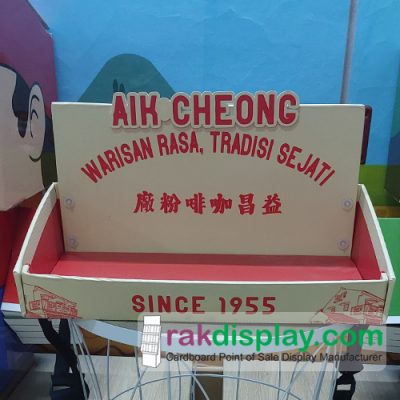 AIK CHEONG
WARISAN RASA, TRADISI SEJATI
廠粉啡咖昌益
SINCE 1955
rakdisplay.com
Cardboard Point of Sale Display Manufacturer